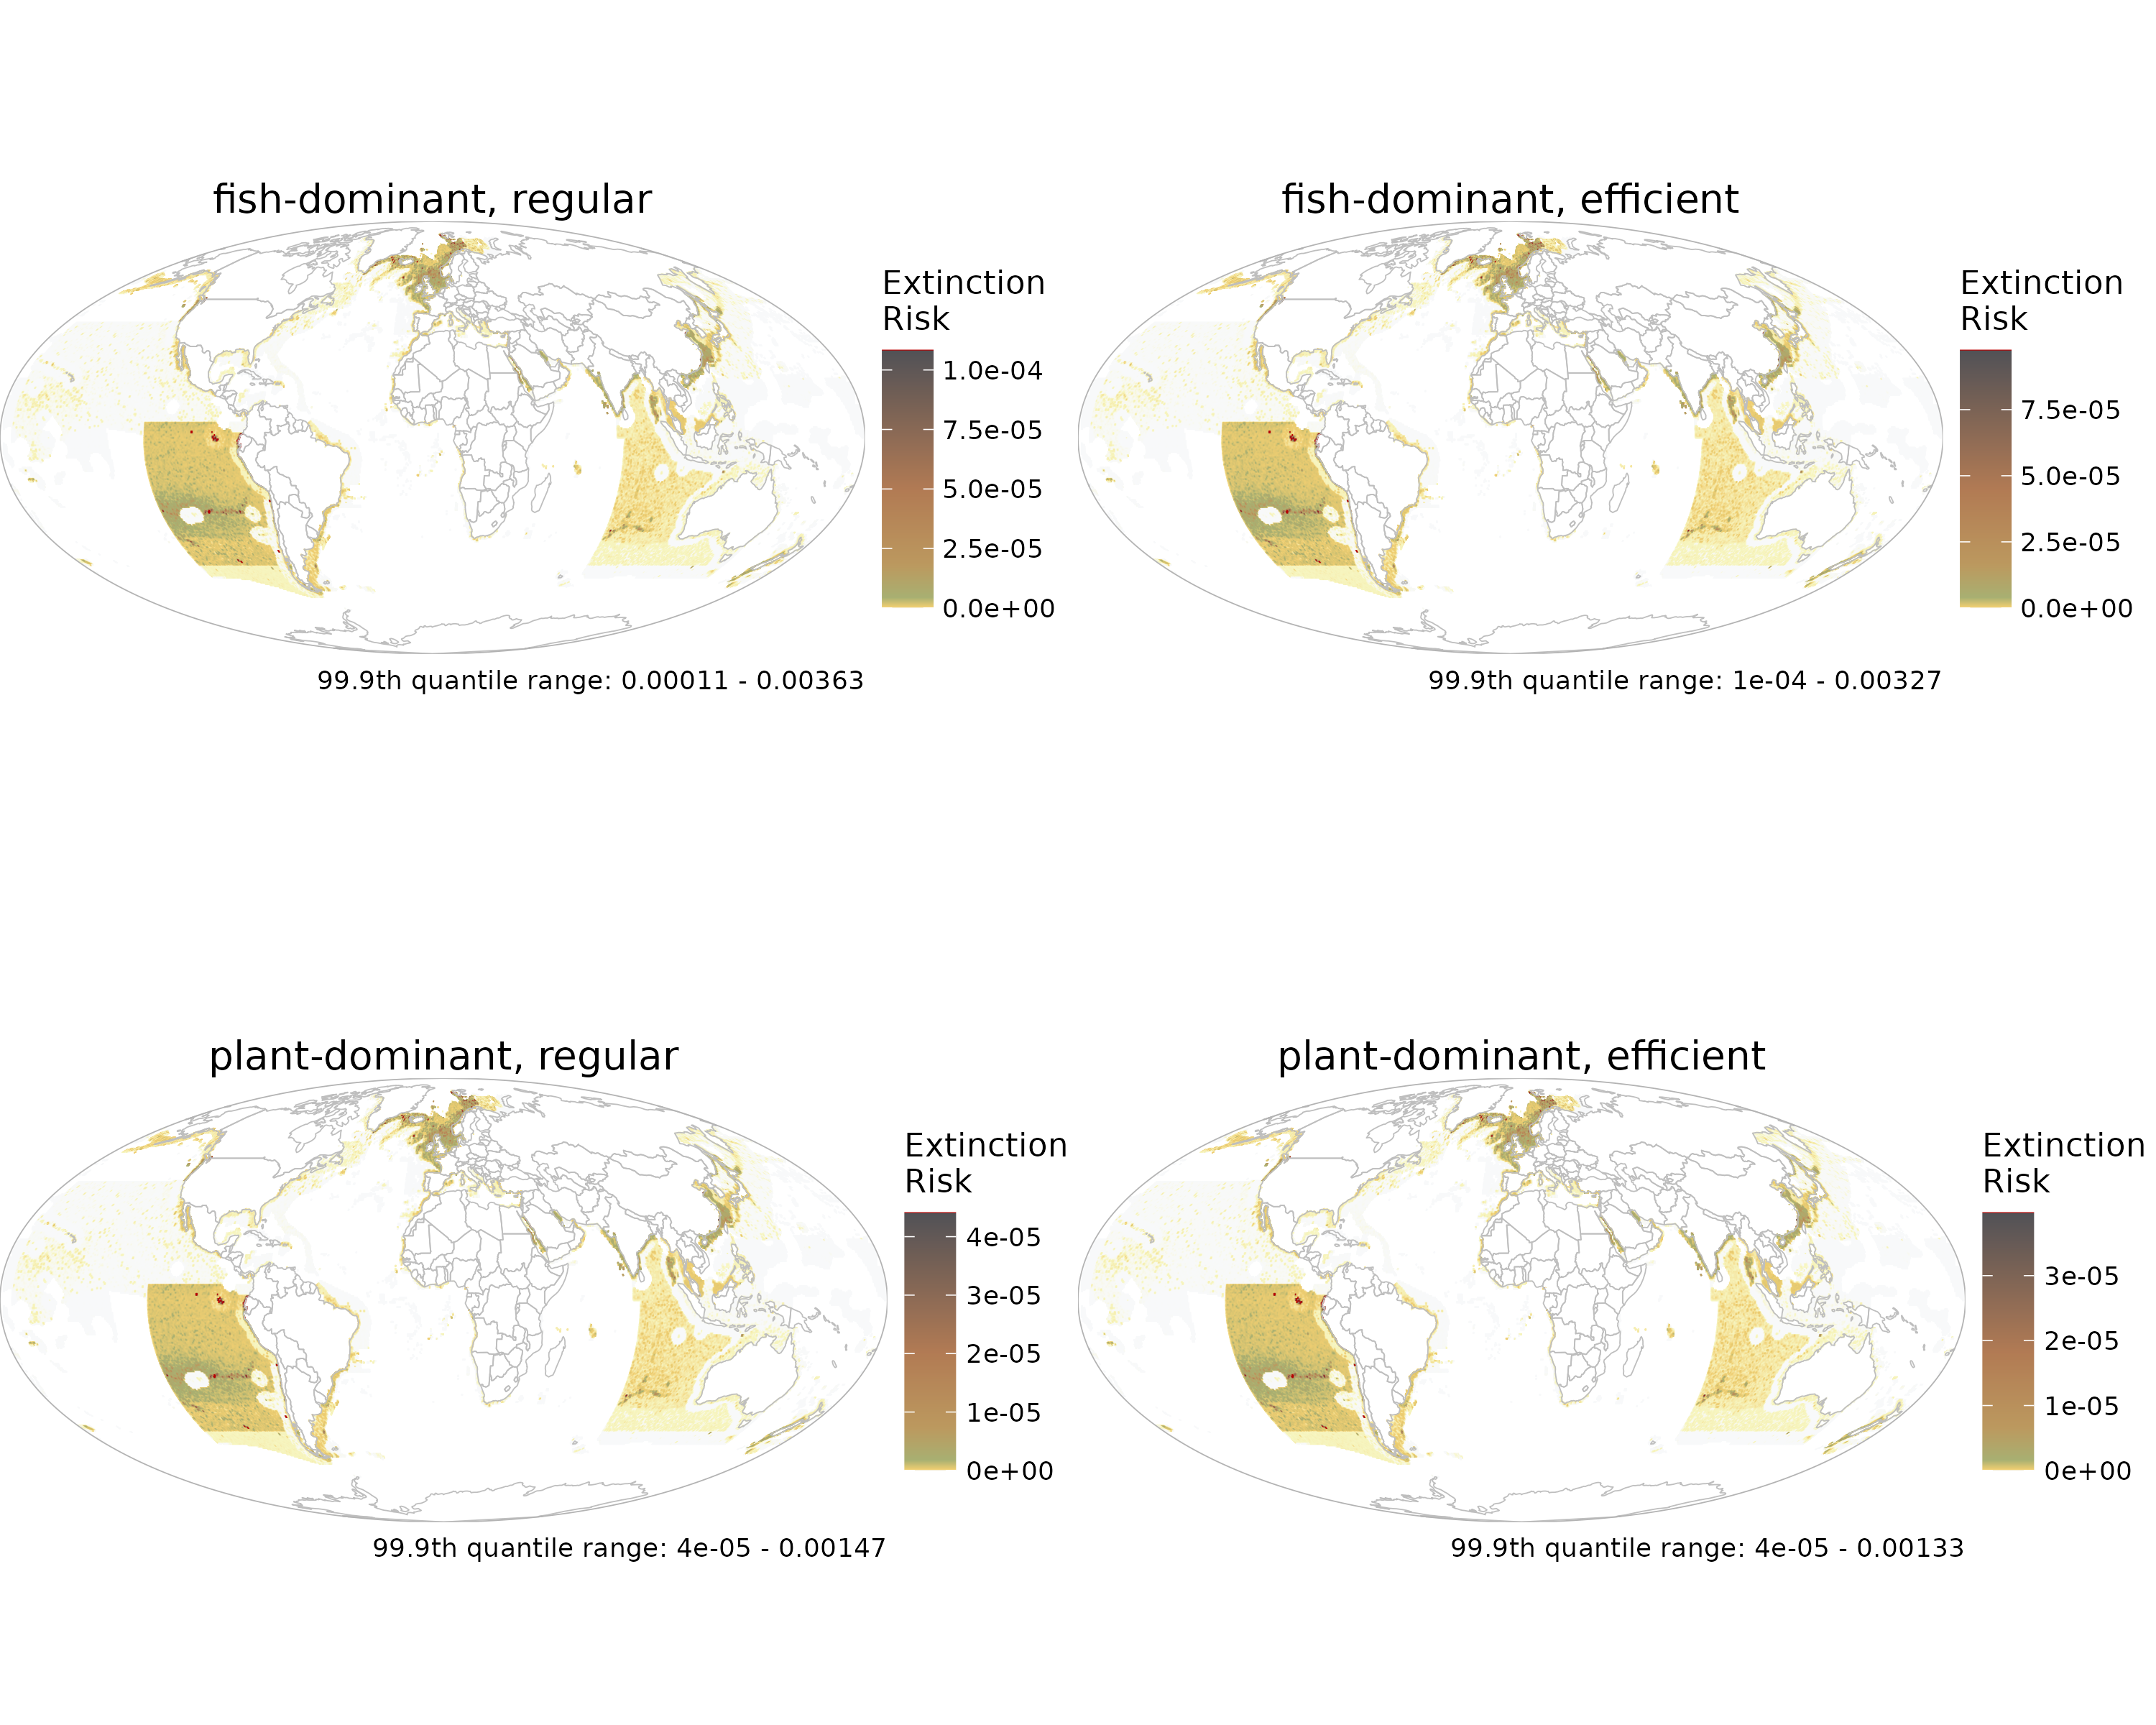 fish-dominant, regular
Extinction
Risk
1.0e-04
7.5e-05
5.0e-05
2.5e-05
0.0e+00
99.9th quantile range: 0.00011 - 0.00363
fish-dominant, efficient
Extinction
Risk
7.5e-05
5.0e-05
2.5e-05
0.0e+00
99.9th quantile range: 1e-04 - 0.00327
plant-dominant, regular
Extinction
Risk
4e-05
3e-05
2e-05
1e-05
0e+00
99.9th quantile range: 4e-05 - 0.00147
plant-dominant, efficient
Extinction
Risk
3e-05
2e-05
1e-05
0e+00
99.9th quantile range: 4e-05 - 0.00133